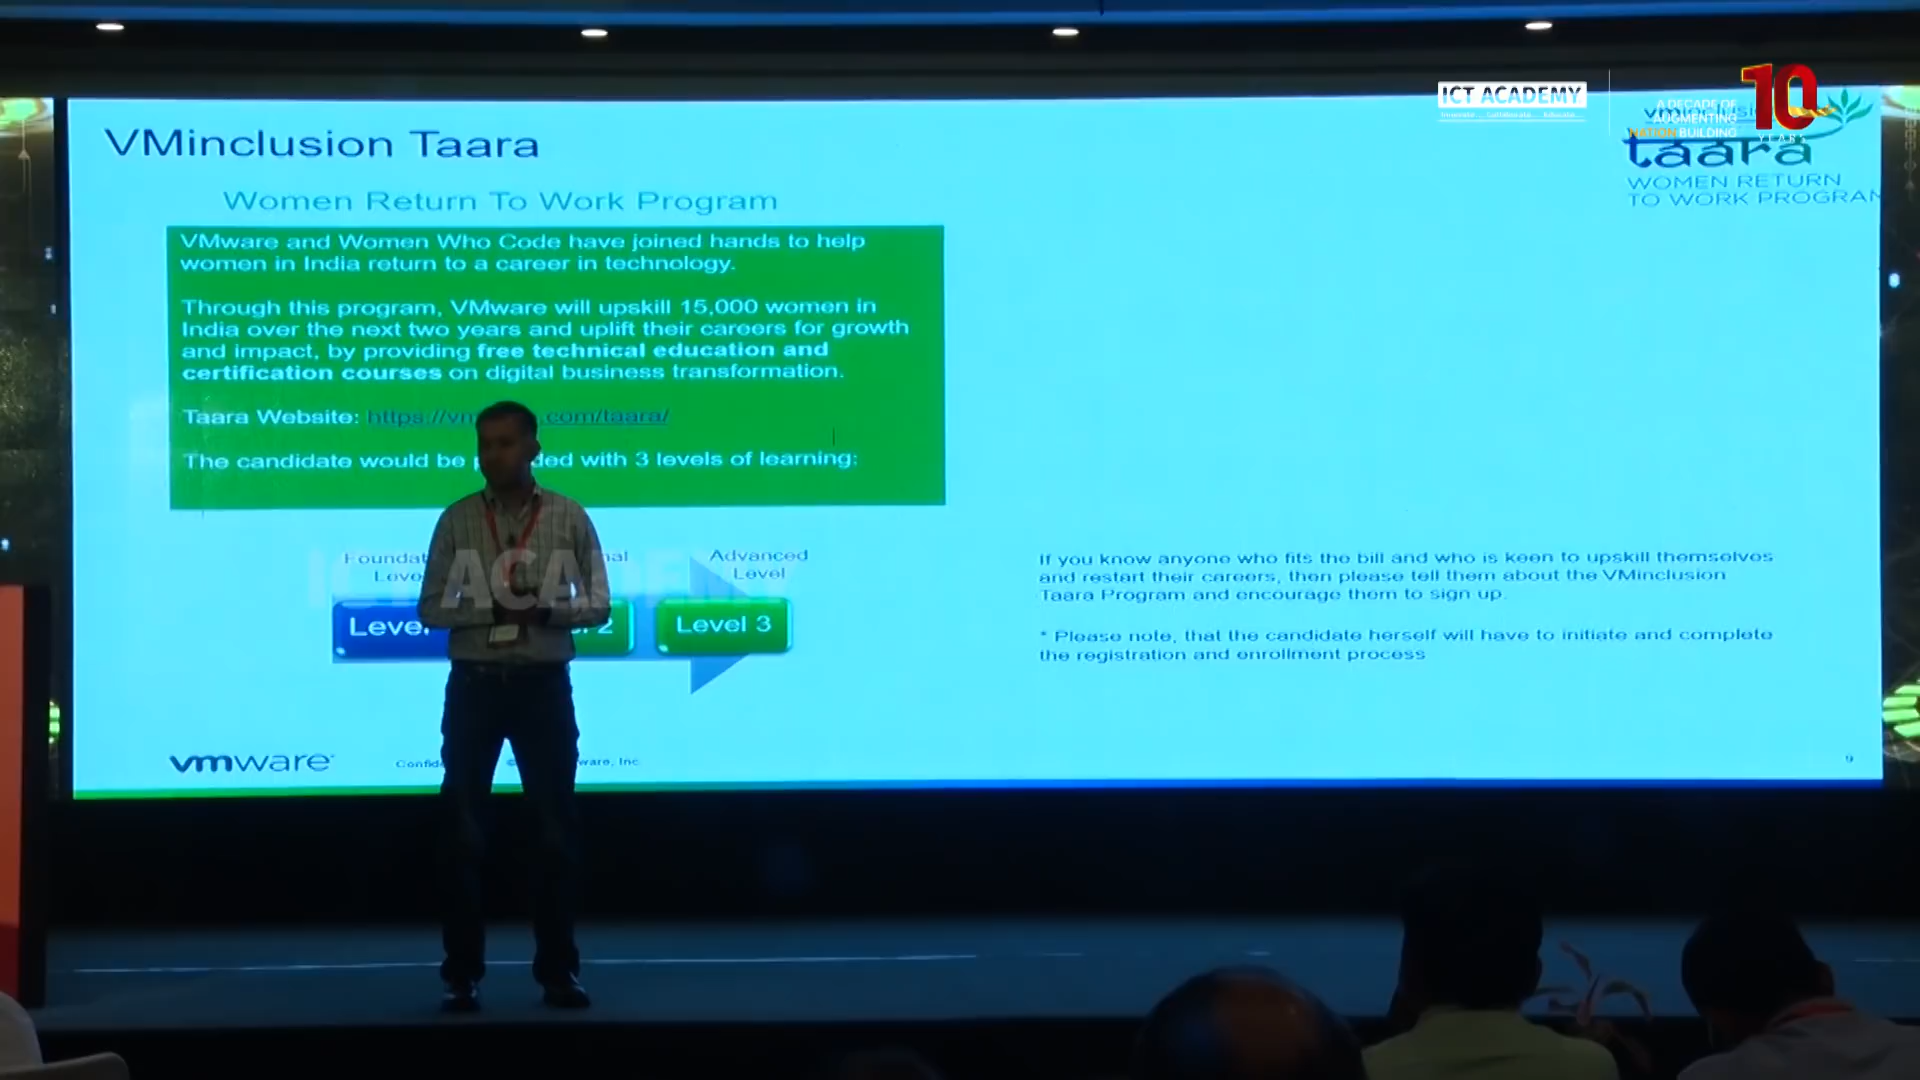 ICT ACADEMY
10
A DECADE OF
AUGMENTING
NATION BUILDING
YEARS
VMinclusion Taara
taara
WOMEN RETURN
TO WORK PROGRAM
Women Return To Work Program
VMware and Women Who Code have joined hands to help
women in India return to a career in technology.
Through this program, VMware will upskill 15,000 women in
India over the next two years and uplift their careers for growth
and impact, by providing free technical education and
certification courses on digital business transformation.
Taara Website: https://vm .com/taara/
The candidate would be with 3 levels of learning:
Advanced
Level
Level 3
ICT ACADEMY
If you know anyone who fits the bill and who is keen to upskill themselves
and restart their careers, then please tell them about the VMinclusion
Taara Program and encourage them to sign up.
* Please note, that the candidate herself will have to initiate and complete
the registration and enrollment process
vmware
Inc.
9